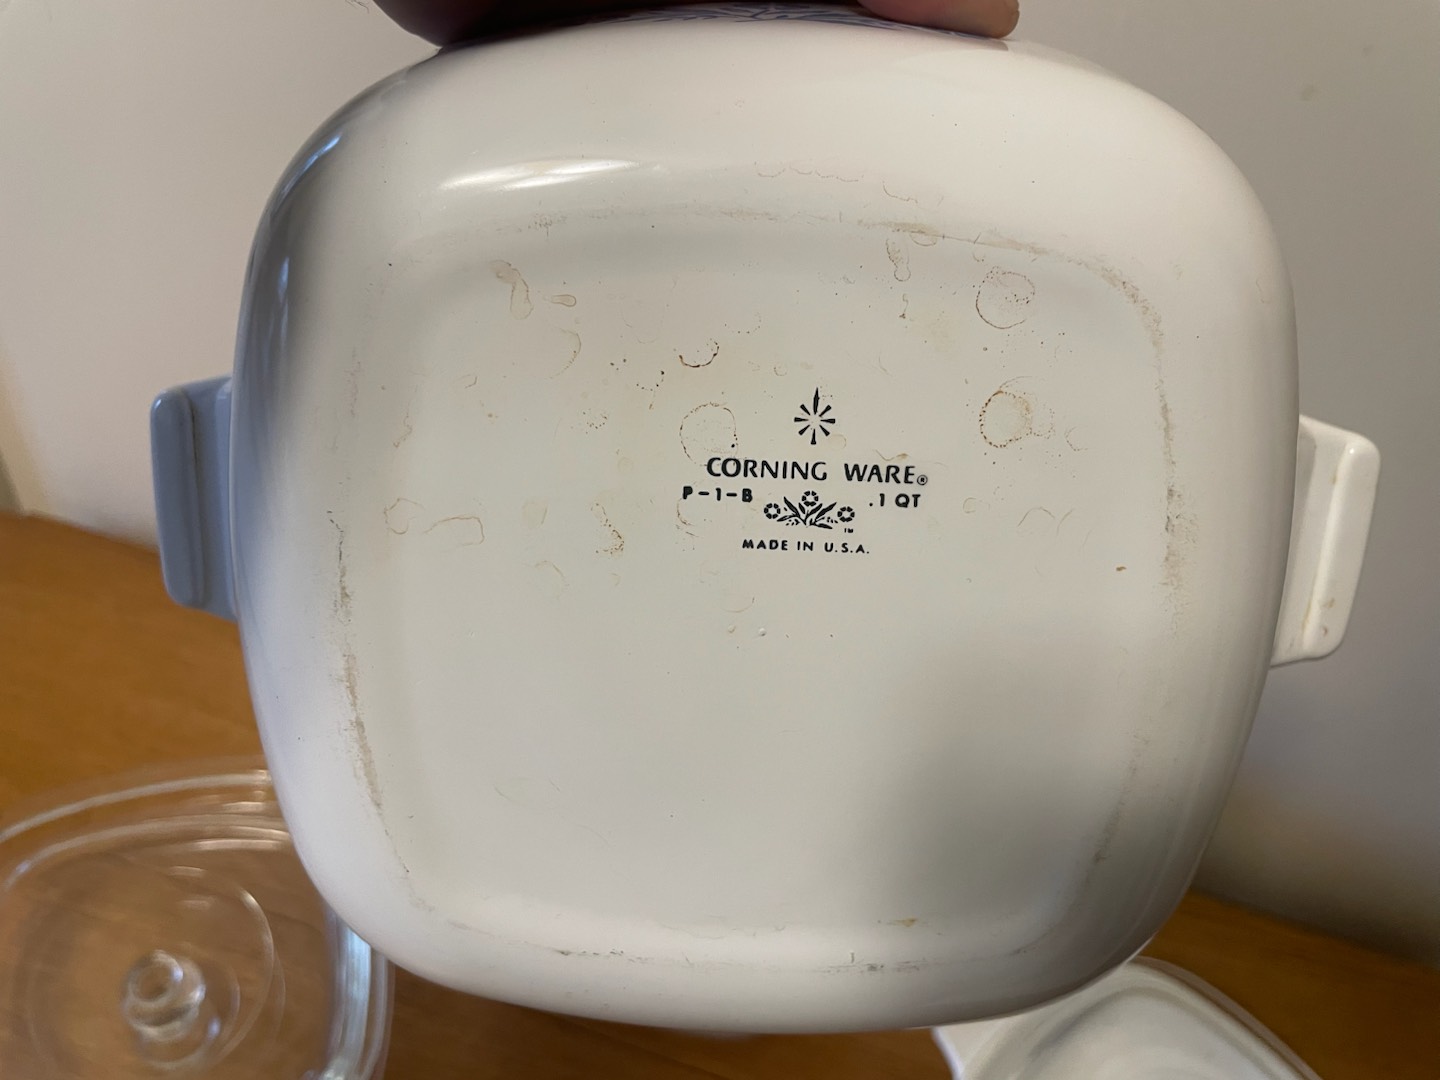 CORNING WARE®
P-1-B .1 QT
TM
MADE IN U.S.A.